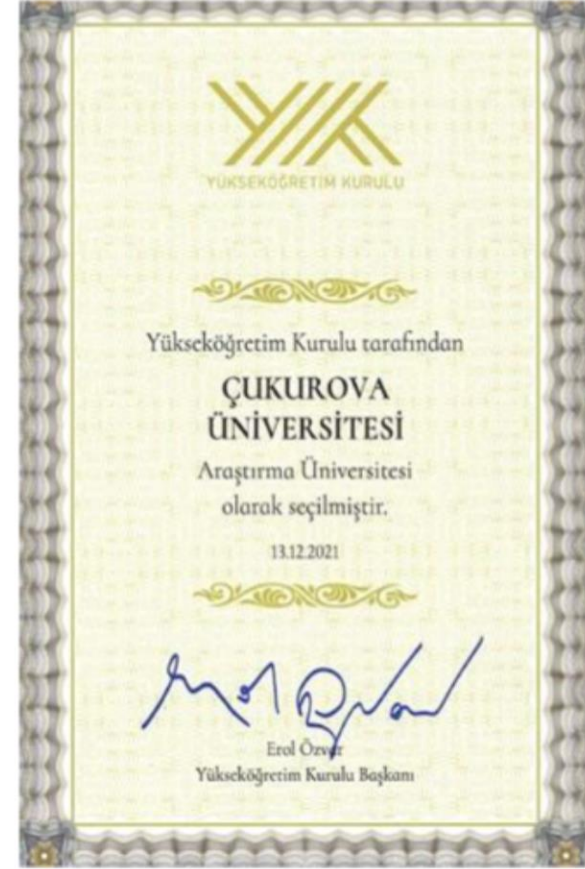 YÜKSEKÖĞRETİM KURULU
Yükseköğretim Kurulu tarafından
ÇUKUROVA
ÜNİVERSİTESİ
Araştırma Üniversitesi
olarak seçilmiştir.
13.12.2021
Erol Özvar
Yükseköğretim Kurulu Başkanı